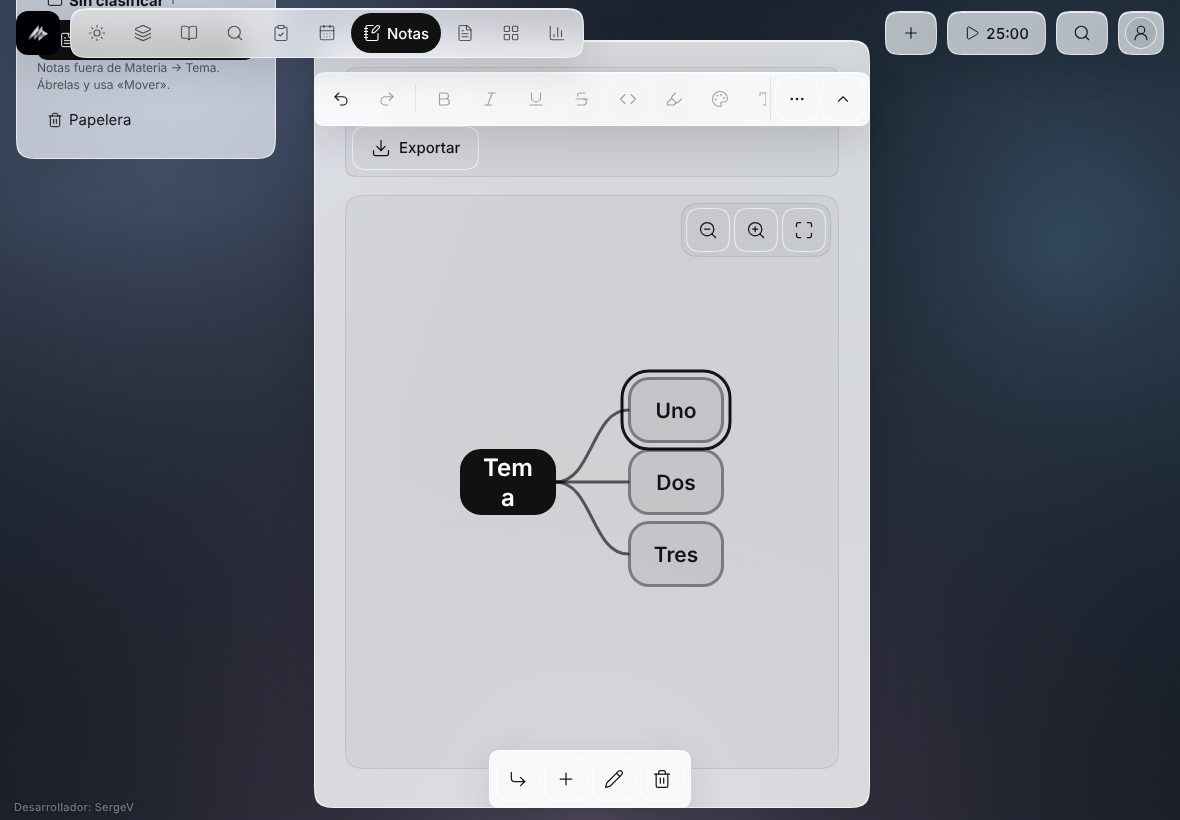 Sin clasificar
Notas
25:00
Notas fuera de Materia → Tema.
Ábrelas y usa «Mover».
Papelera
Exportar
Tem
a
Uno
Dos
Tres
Desarrollador: SergeV